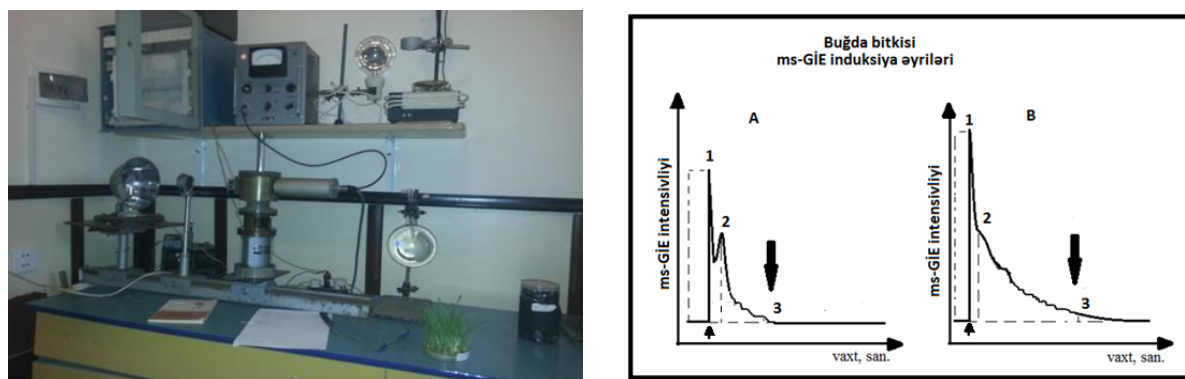 Buğda bitkisi
ms-GİE induksiya əyriləri
A
ms-GİE intensivliyi
1
2
3
vaxt, san.
B
ms-GİE intensivliyi
1
2
3
vaxt, san.